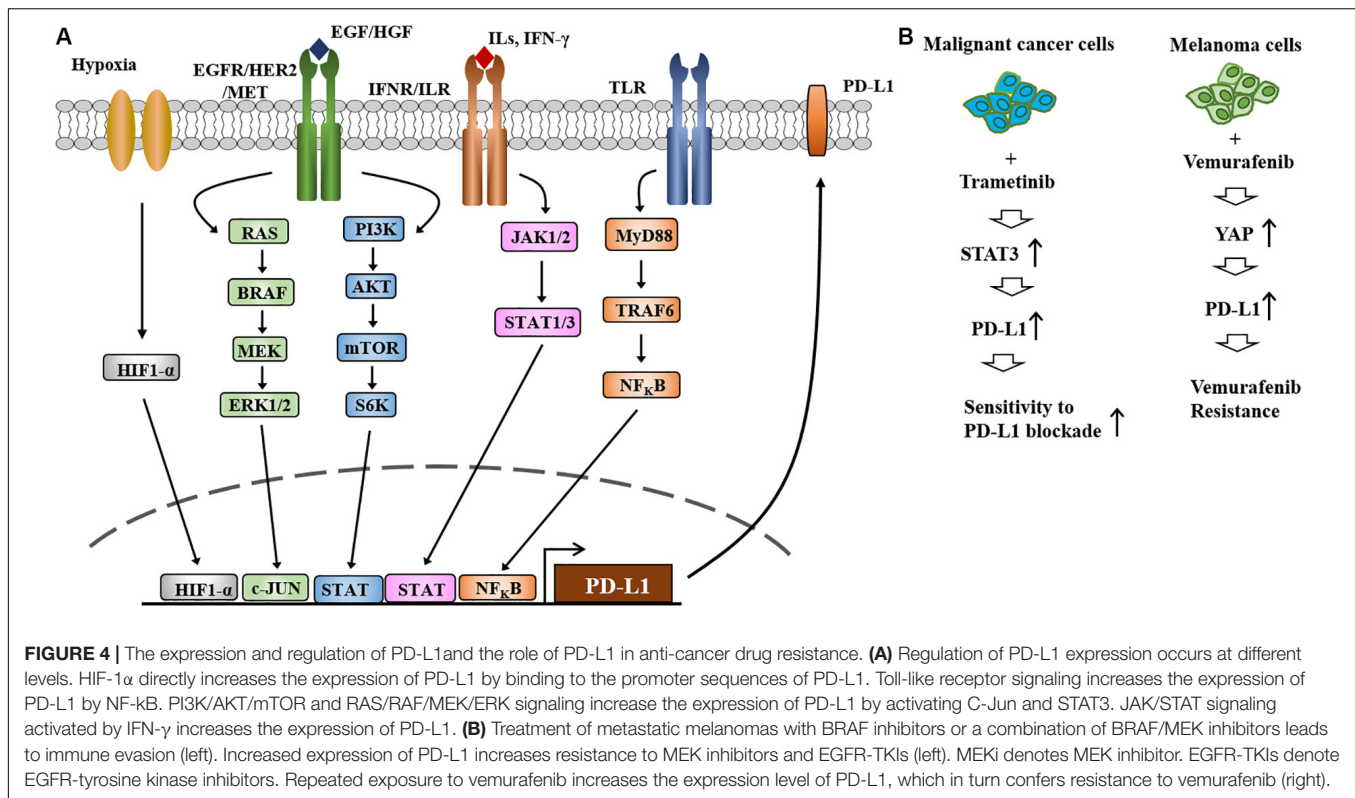 A
EGF/HGF
ILs, IFN-γ
Hypoxia
EGFR/HER2
/MET
IFNR/ILR
TLR
PD-L1
RAS
BRAF
MEK
ERK1/2
PI3K
AKT
mTOR
S6K
JAK1/2
STAT1/3
MyD88
TRAF6
NFKB
HIF1-α
HIF1-α
c-JUN
STAT
STAT
NFKB
PD-L1
B
Malignant cancer cells
+
Trametinib
STAT3 ↑
PD-L1 ↑
Sensitivity to
PD-L1 blockade ↑
Melanoma cells
+
Vemurafenib
YAP ↑
PD-L1 ↑
Vemurafenib
Resistance
FIGURE 4 | The expression and regulation of PD-L1and the role of PD-L1 in anti-cancer drug resistance. (A) Regulation of PD-L1 expression occurs at different
levels. HIF-1α directly increases the expression of PD-L1 by binding to the promoter sequences of PD-L1. Toll-like receptor signaling increases the expression of
PD-L1 by NF-kB. PI3K/AKT/mTOR and RAS/RAF/MEK/ERK signaling increase the expression of PD-L1 by activating C-Jun and STAT3. JAK/STAT signaling
activated by IFN-γ increases the expression of PD-L1. (B) Treatment of metastatic melanomas with BRAF inhibitors or a combination of BRAF/MEK inhibitors leads
to immune evasion (left). Increased expression of PD-L1 increases resistance to MEK inhibitors and EGFR-TKIs (left). MEKi denotes MEK inhibitor. EGFR-TKIs denote
EGFR-tyrosine kinase inhibitors. Repeated exposure to vemurafenib increases the expression level of PD-L1, which in turn confers resistance to vemurafenib (right).